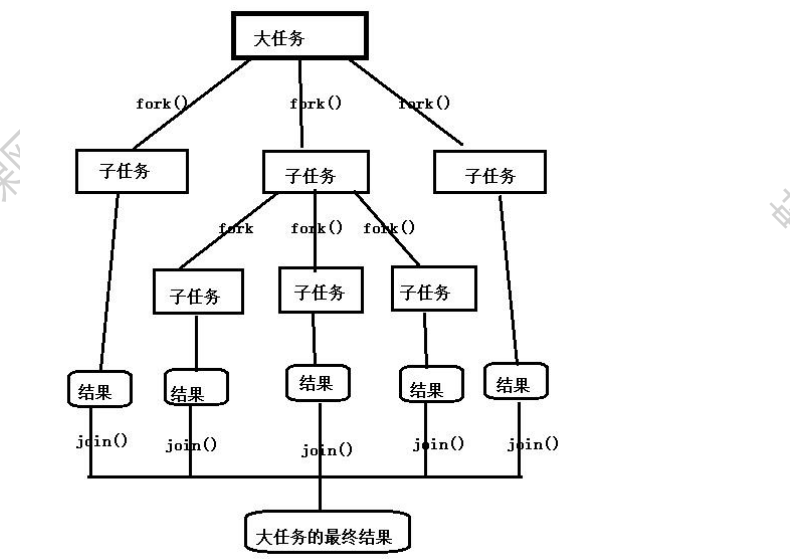 大任务
fork()
fork()
fork()
子任务
子任务
子任务
fork
fork()
fork()
子任务
子任务
子任务
结果
结果
结果
结果
结果
join()
join()
join()
join()
join()
大任务的最终结果